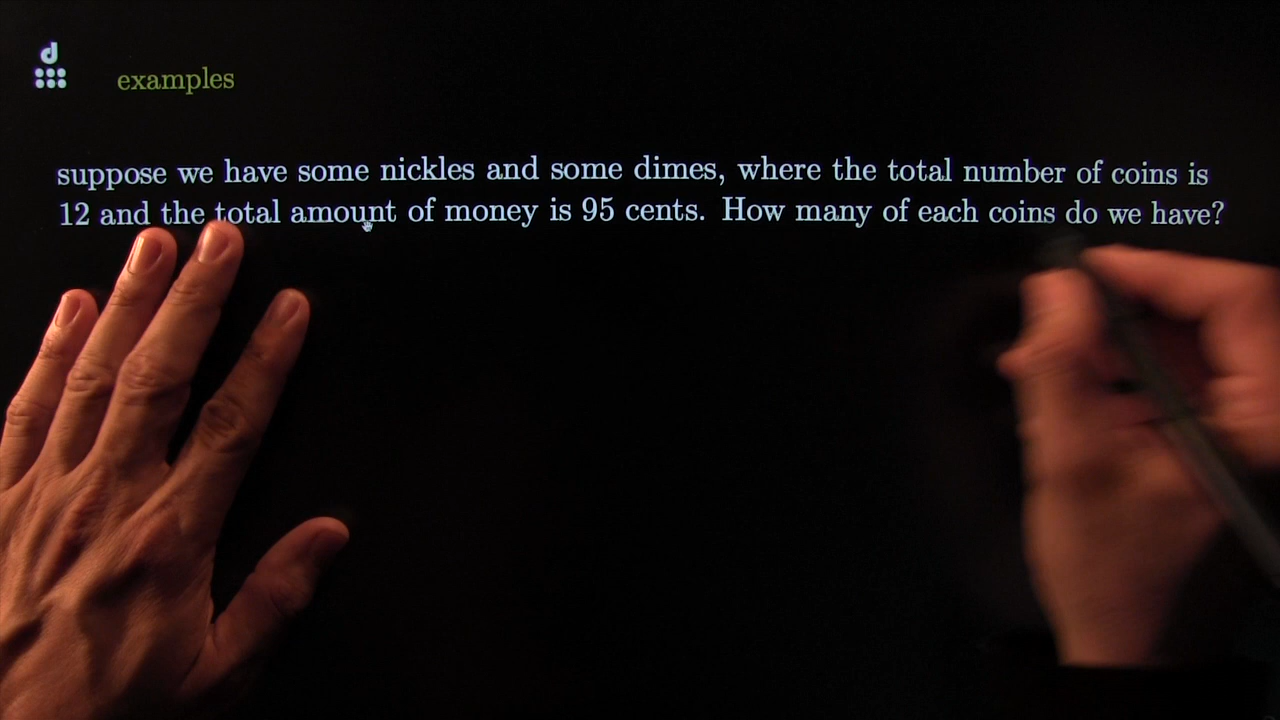 d
examples
suppose we have some nickles and some dimes, where the total number of coins is
12 and the total amount of money is 95 cents. How many of each coins do we have?